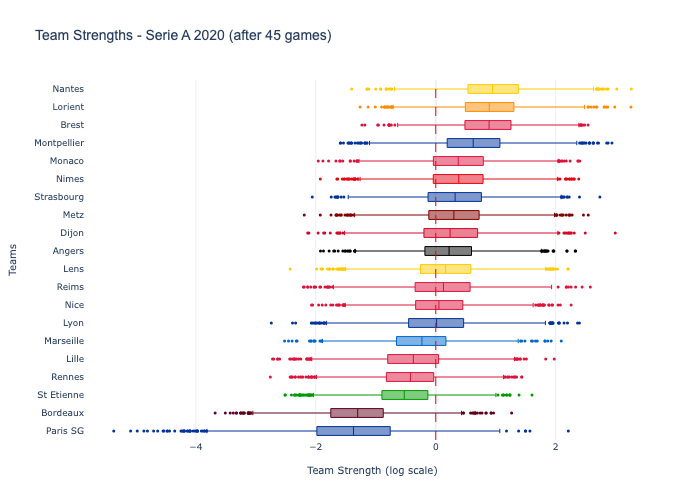 Team Strengths - Serie A 2020 (after 45 games)
Nantes
Lorient
Brest
Montpellier
Monaco
Nimes
Strasbourg
Metz
Dijon
Angers
Lens
Reims
Nice
Lyon
Marseille
Lille
Rennes
St Etienne
Bordeaux
Paris SG
Teams
−4 −2 0 2
Team Strength (log scale)